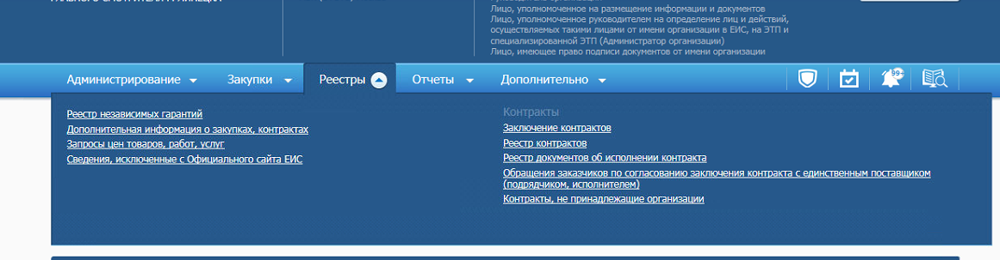 Лицо, уполномоченное на размещение информации и документов
Лицо, уполномоченное руководителем на определение лиц и действий,
осуществляемых такими лицами от имени организации в ЕИС, на ЭТП и
специализированной ЭТП (Администратор организации)
Лицо, имеющее право подписи документов от имени организации
Администрирование
Закупки
Реестры
Отчеты
Дополнительно
99+
Реестр независимых гарантий
Дополнительная информация о закупках, контрактах
Запросы цен товаров, работ, услуг
Сведения, исключенные с Официального сайта ЕИС
Контракты
Заключение контрактов
Реестр контрактов
Реестр документов об исполнении контракта
Обращения заказчиков по согласованию заключения контракта с единственным поставщиком
(подрядчиком, исполнителем)
Контракты, не принадлежащие организации